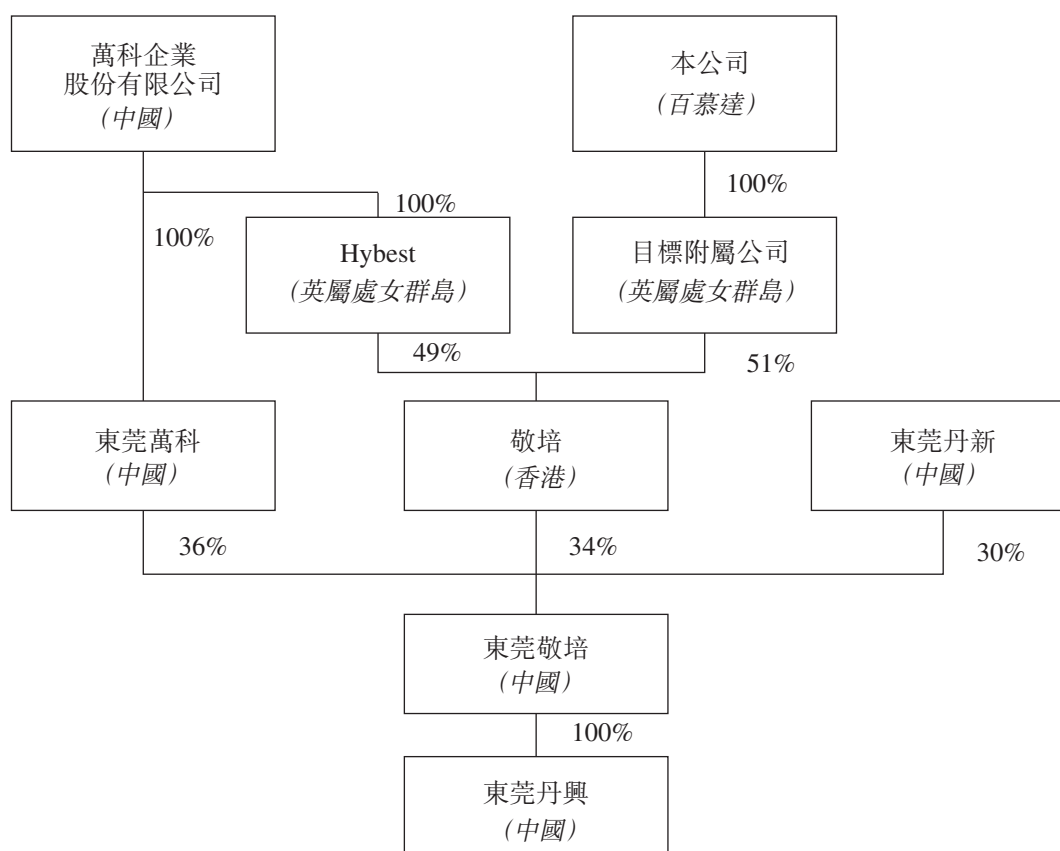 萬科企業
股份有限公司
(中國)
本公司
(百慕達)
100%
100%
100%
Hybest
(英屬處女群島)
目標附屬公司
(英屬處女群島)
49%
51%
東莞萬科
(中國)
敬培
(香港)
東莞丹新
(中國)
36%
34%
30%
東莞敬培
(中國)
100%
東莞丹興
(中國)